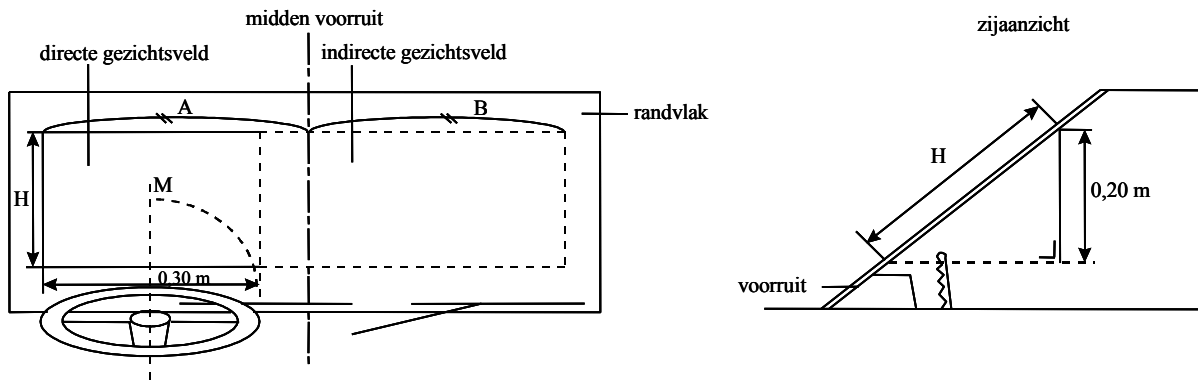 midden voorruit
zijaanzicht
directe gezichtsveld
indirecte gezichtsveld
A
B
randvlak
H
H
M
0,20 m
0,30 m
voorruit